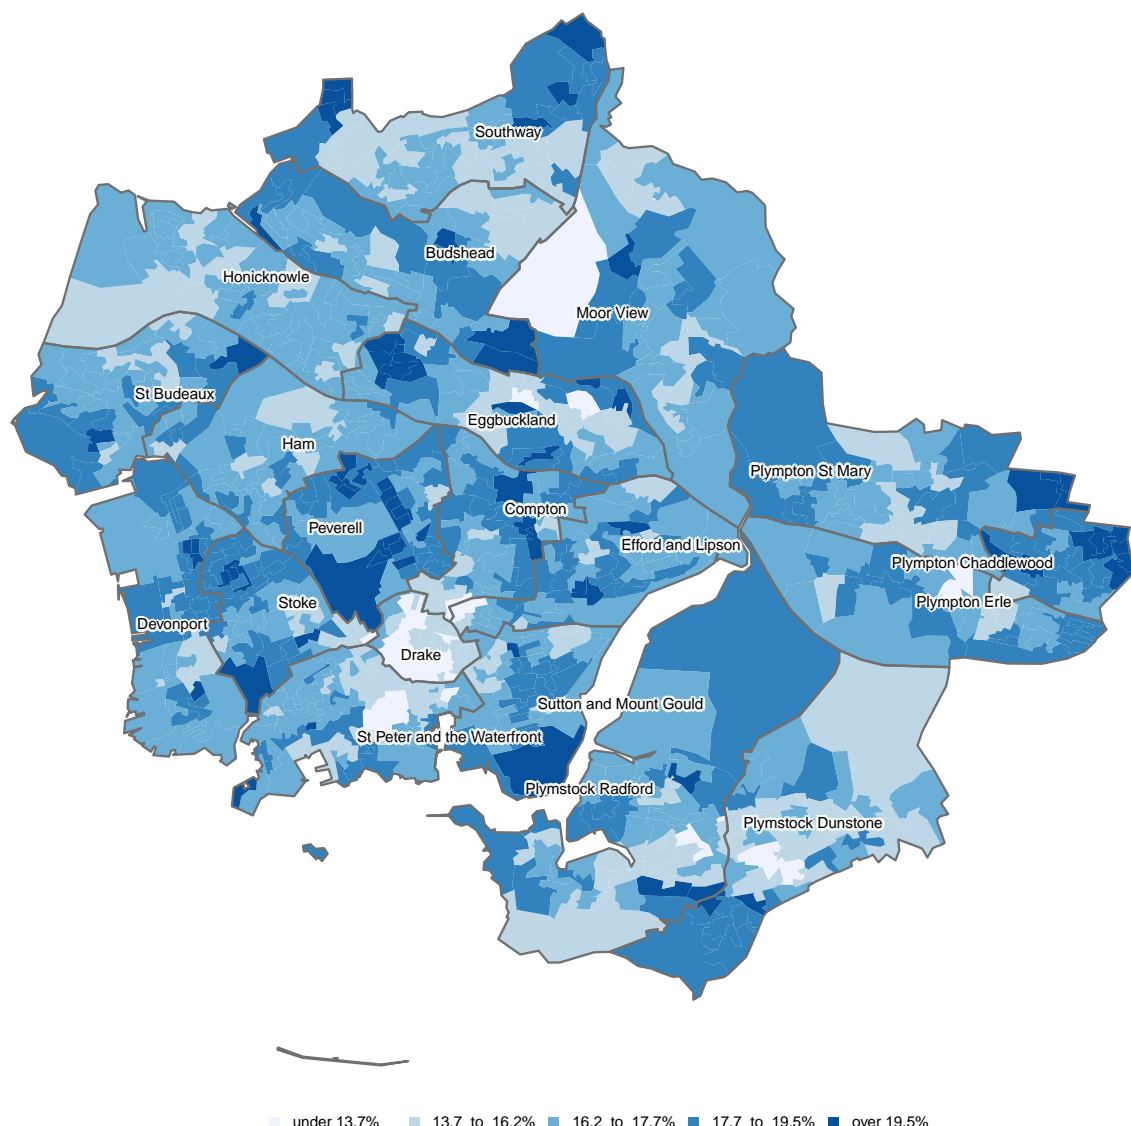 Southway
Budshead
Honicknowle
Moor View
St Budeaux
Eggbuckland
Ham
Plympton St Mary
Compton
Peverell
Efford and Lipson
Plympton Chaddlewood
Plympton Erle
Stoke
Devonport
Drake
Sutton and Mount Gould
St Peter and the Waterfront
Plymstock Radford
Plymstock Dunstone
under 13.7% 13.7 to 16.2% 16.2 to 17.7% 17.7 to 19.5% over 19.5%